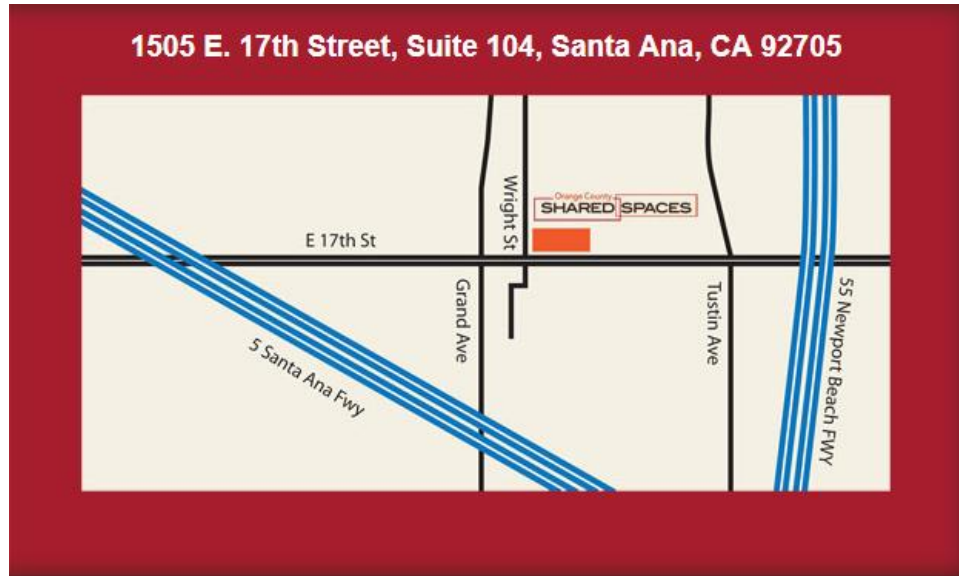 1505 E. 17th Street, Suite 104, Santa Ana, CA 92705
Orange County
SHARED SPACES
Wright St
E 17th St
Grand Ave
Tustin Ave
55 Newport Beach FWY
5 Santa Ana Fwy